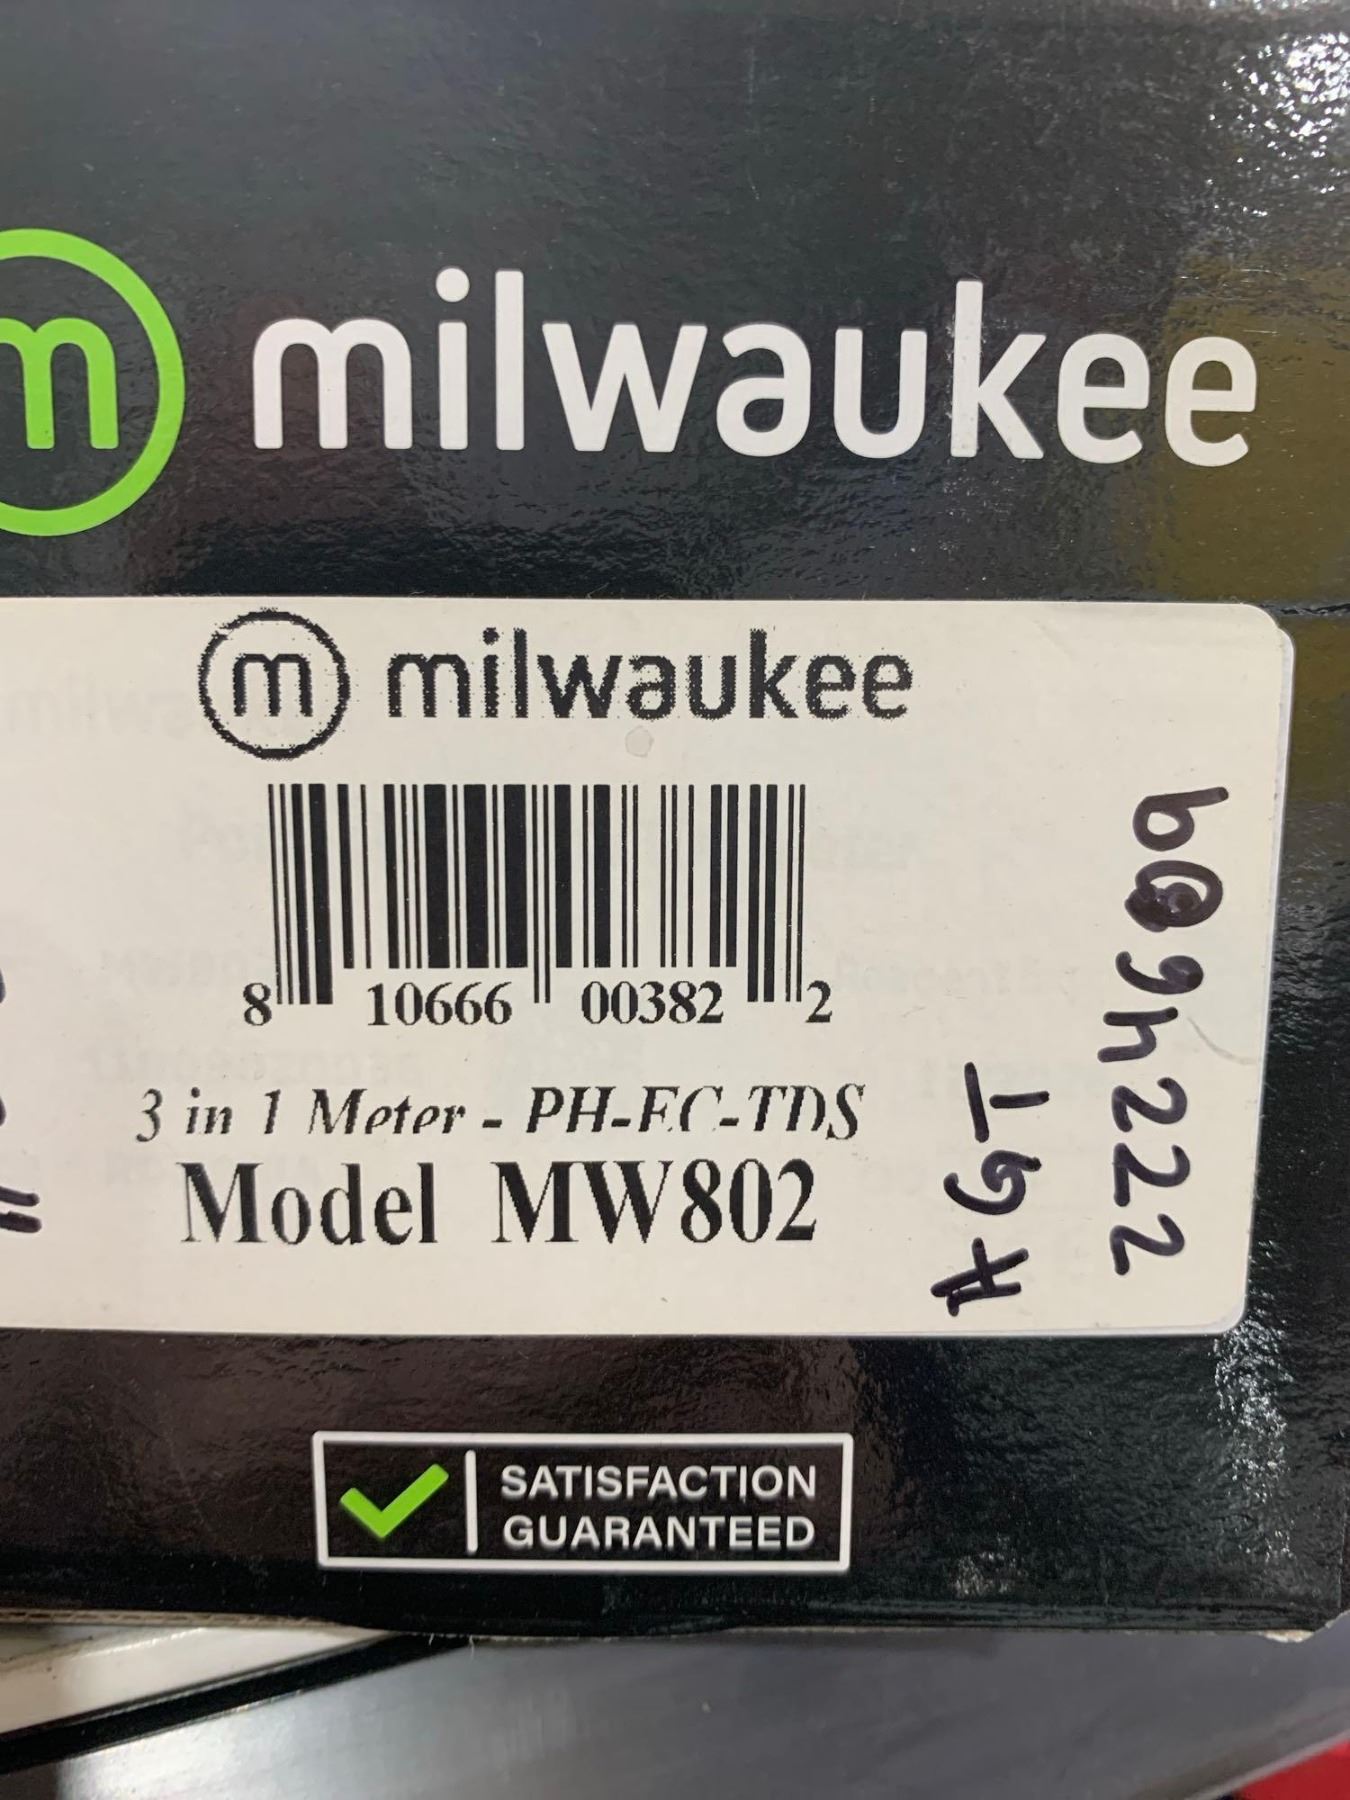 m milwaukee
m milwaukee
8 10666 00382 2
3 in 1 Meter - PH-EC-TDS
Model MW802
SATISFACTION
GUARANTEED